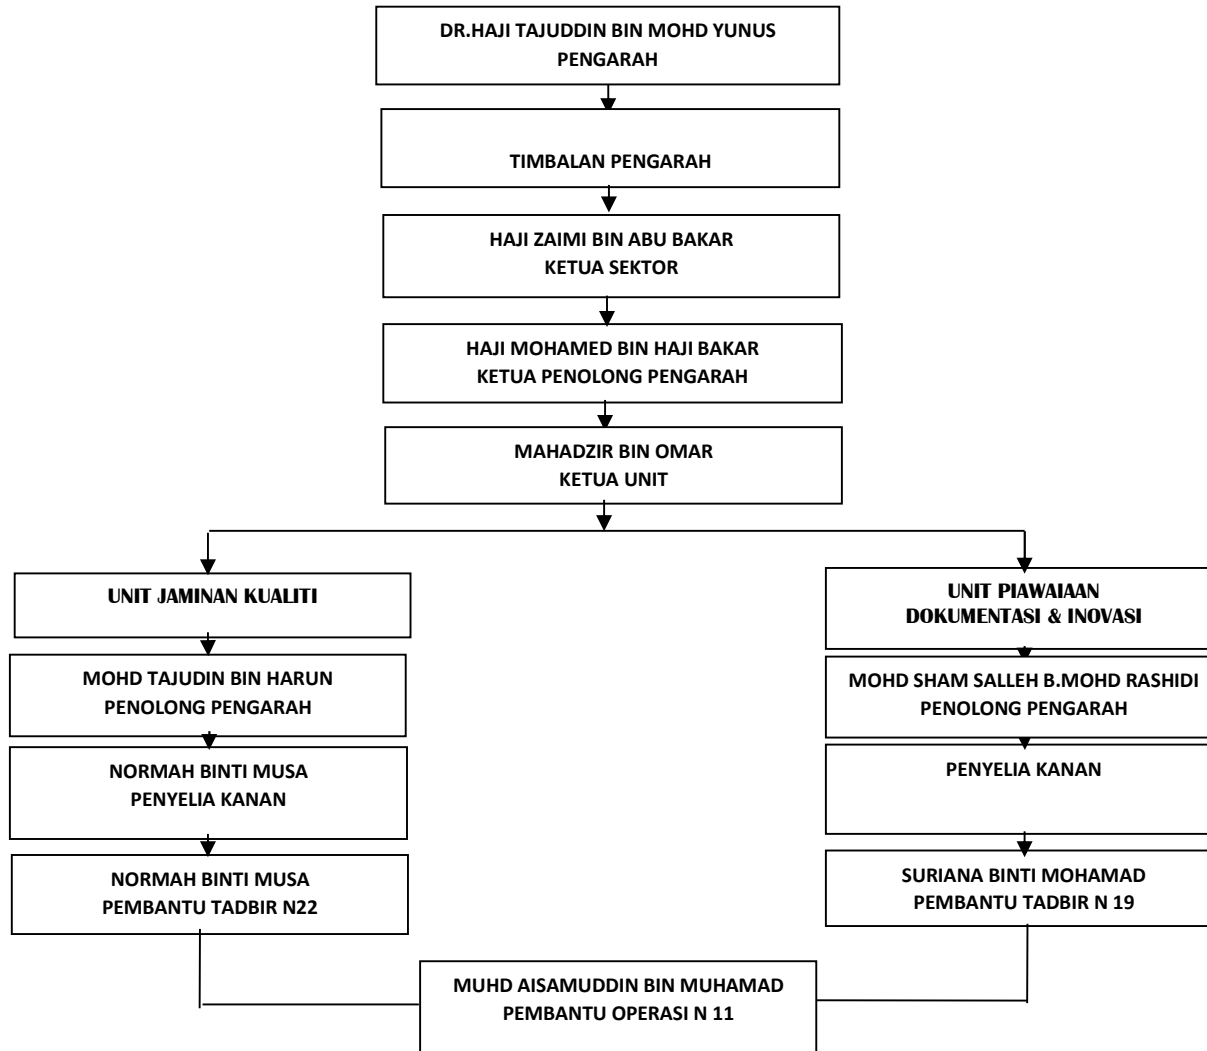 DR.HAJI TAJUDDIN BIN MOHD YUNUS
PENGARAH
TIMBALAN PENGARAH
HAJI ZAIMI BIN ABU BAKAR
KETUA SEKTOR
HAJI MOHAMED BIN HAJI BAKAR
KETUA PENOLONG PENGARAH
MAHADZIR BIN OMAR
KETUA UNIT
UNIT JAMINAN KUALITI
MOHD TAJUDIN BIN HARUN
PENOLONG PENGARAH
NORMAH BINTI MUSA
PENYELIA KANAN
NORMAH BINTI MUSA
PEMBANTU TADBIR N22
UNIT PIAWAIAAN
DOKUMENTASI & INOVASI
MOHD SHAM SALLEH B.MOHD RASHIDI
PENOLONG PENGARAH
PENYELIA KANAN
SURIANA BINTI MOHAMAD
PEMBANTU TADBIR N 19
MUHD AISAMUDDIN BIN MUHAMAD
PEMBANTU OPERASI N 11